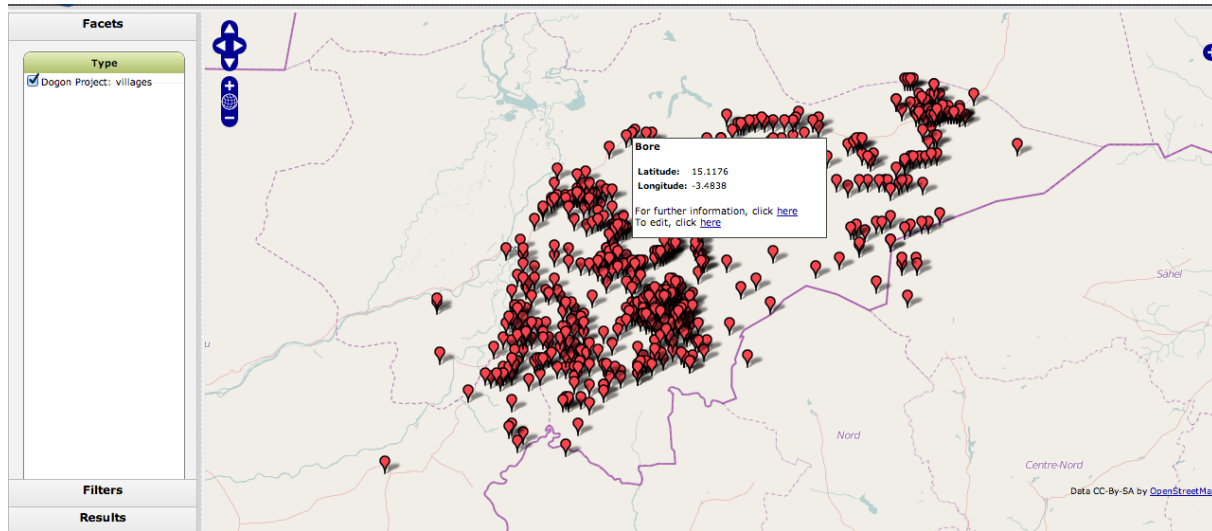 Facets
Type
Dogon Project: villages
Filters
Results
Bore
Latitude: 15.1176
Longitude: -3.4838
For further information, click here
To edit, click here
Sahel
Nord
Centre-Nord
Data CC-By-SA by OpenStreetMa